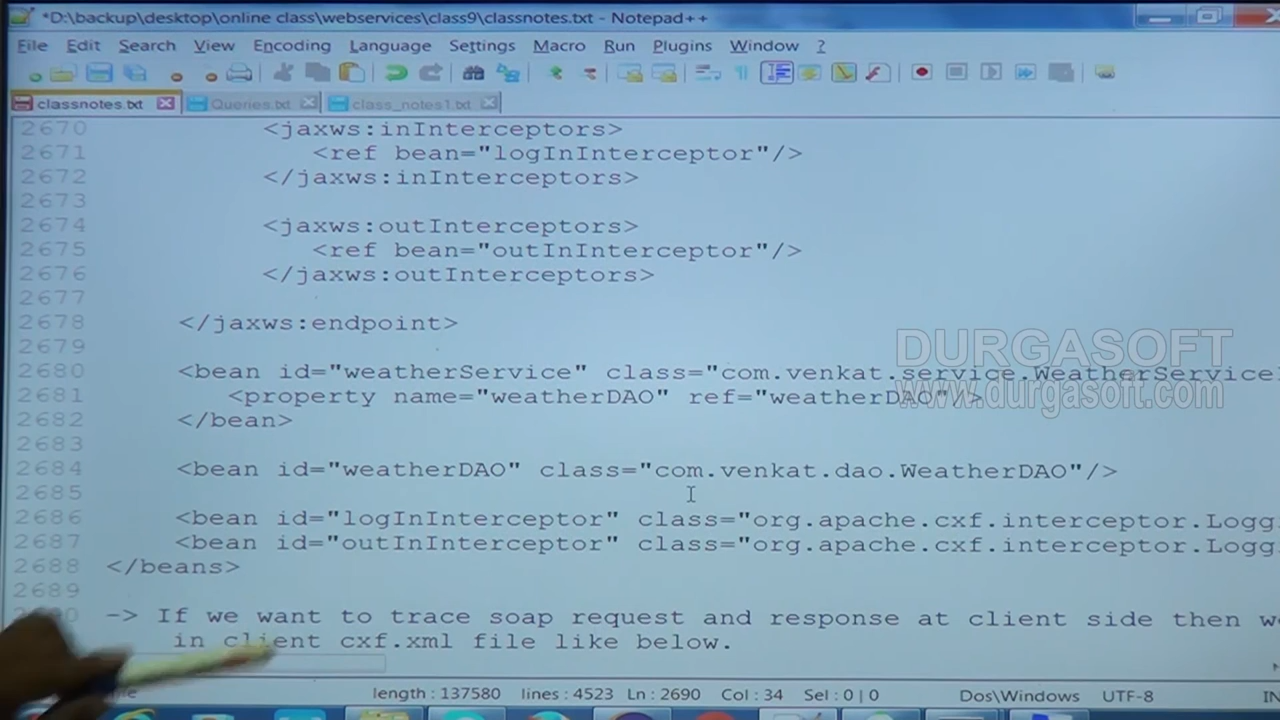 *D:\backup\desktop\online class\webservices\class9\classnotes.txt - Notepad++
File Edit Search View Encoding Language Settings Macro Run Plugins Window ?
classnotes.txt Queries.txt class_notes1.txt
2670 <jaxws:inInterceptors>
2671 <ref bean="logInInterceptor"/>
2672 </jaxws:inInterceptors>
2673
2674 <jaxws:outInterceptors>
2675 <ref bean="outInInterceptor"/>
2676 </jaxws:outInterceptors>
2677
2678 </jaxws:endpoint>
2679
2680 <bean id="weatherService" class="com.venkat.service.WeatherService
2681 <property name="weatherDAO" ref="weatherDAO"/>
2682 </bean>
2683
2684 <bean id="weatherDAO" class="com.venkat.dao.WeatherDAO"/>
2685
2686 <bean id="logInInterceptor" class="org.apache.cxf.interceptor.Logg
2687 <bean id="outInInterceptor" class="org.apache.cxf.interceptor.Logg
2688 </beans>
2689
-> If we want to trace soap request and response at client side then w
in client cxf.xml file like below.
length : 137580 lines : 4523 Ln : 2690 Col : 34 Sel : 0 | 0 Dos\Windows UTF-8 IN
DURGASOFT
www.durgasoft.com